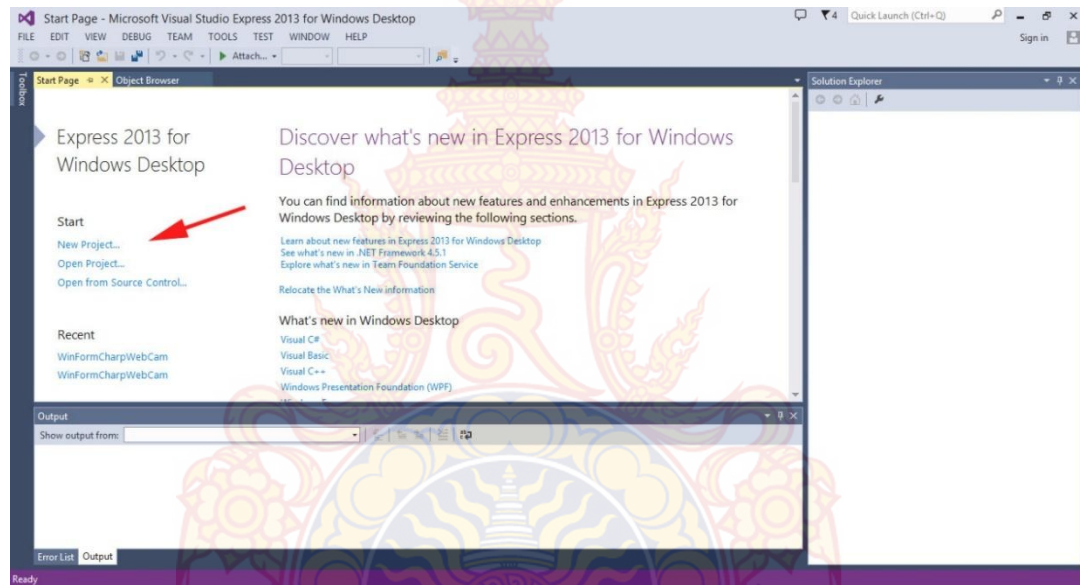 Start Page - Microsoft Visual Studio Express 2013 for Windows Desktop
4
Quick Launch (Ctrl+Q)
FILE EDIT VIEW DEBUG TEAM TOOLS TEST WINDOW HELP
Sign in
Attach...
Toolbox
Start Page
Object Browser
Solution Explorer
Express 2013 for
Windows Desktop
Start
New Project...
Open Project...
Open from Source Control...
Recent
WinFormCharpWebCam
WinFormCharpWebCam
Discover what's new in Express 2013 for Windows
Desktop
You can find information about new features and enhancements in Express 2013 for
Windows Desktop by reviewing the following sections.
Learn about new features in Express 2013 for Windows Desktop
See what's new in .NET Framework 4.5.1
Explore what's new in Team Foundation Service
Relocate the What's New information
What's new in Windows Desktop
Visual C#
Visual Basic
Visual C++
Windows Presentation Foundation (WPF)
Output
Show output from:
Error List
Output
Ready